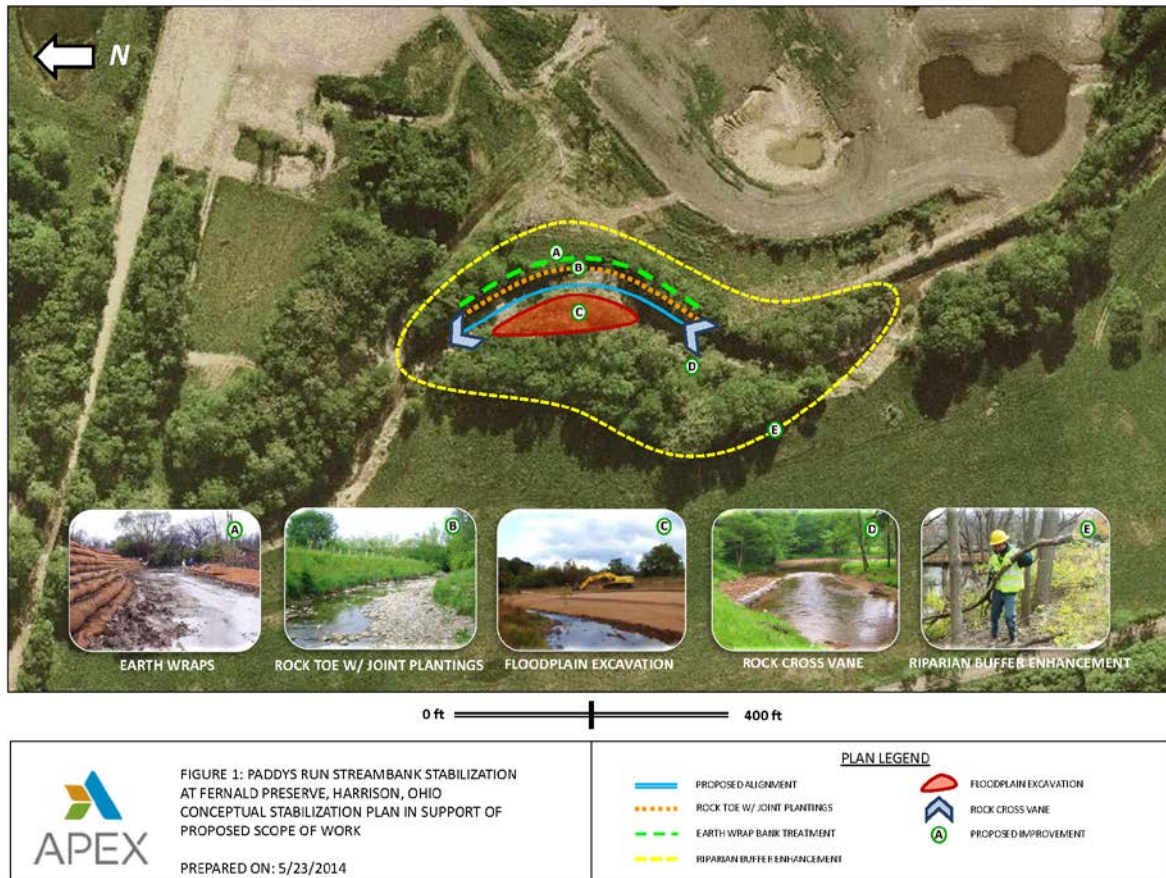 N
A
B
C
D
E
A
B
C
D
E
EARTH WRAPS
ROCK TOE W/ JOINT PLANTINGS
FLOODPLAIN EXCAVATION
ROCK CROSS VANE
RIPARIAN BUFFER ENHANCEMENT
0 ft
400 ft
APEX
FIGURE 1: PADDYS RUN STREAMBANK STABILIZATION
AT FERNALD PRESERVE, HARRISON, OHIO
CONCEPTUAL STABILIZATION PLAN IN SUPPORT OF
PROPOSED SCOPE OF WORK
PREPARED ON: 5/23/2014
PLAN LEGEND
PROPOSED ALIGNMENT
ROCK TOE W/ JOINT PLANTINGS
EARTH WRAP BANK TREATMENT
RIPARIAN BUFFER ENHANCEMENT
FLOODPLAIN EXCAVATION
ROCK CROSS VANE
A
PROPOSED IMPROVEMENT